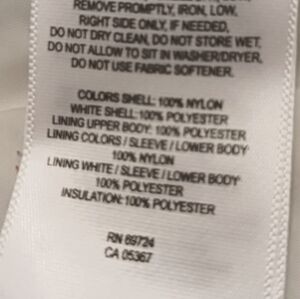 REMOVE PROMPTLY, IRON, LOW,
RIGHT SIDE ONLY, IF NEEDED,
DO NOT DRY CLEAN, DO NOT STORE WET,
DO NOT ALLOW TO SIT IN WASHER/DRYER,
DO NOT USE FABRIC SOFTENER.
COLORS SHELL: 100% NYLON
WHITE SHELL: 100% POLYESTER
LINING UPPER BODY: 100% POLYESTER
LINING COLORS / SLEEVE / LOWER BODY
100% NYLON
LINING WHITE / SLEEVE / LOWER BODY
100% POLYESTER
INSULATION: 100% POLYESTER
RN 69724
CA 05367